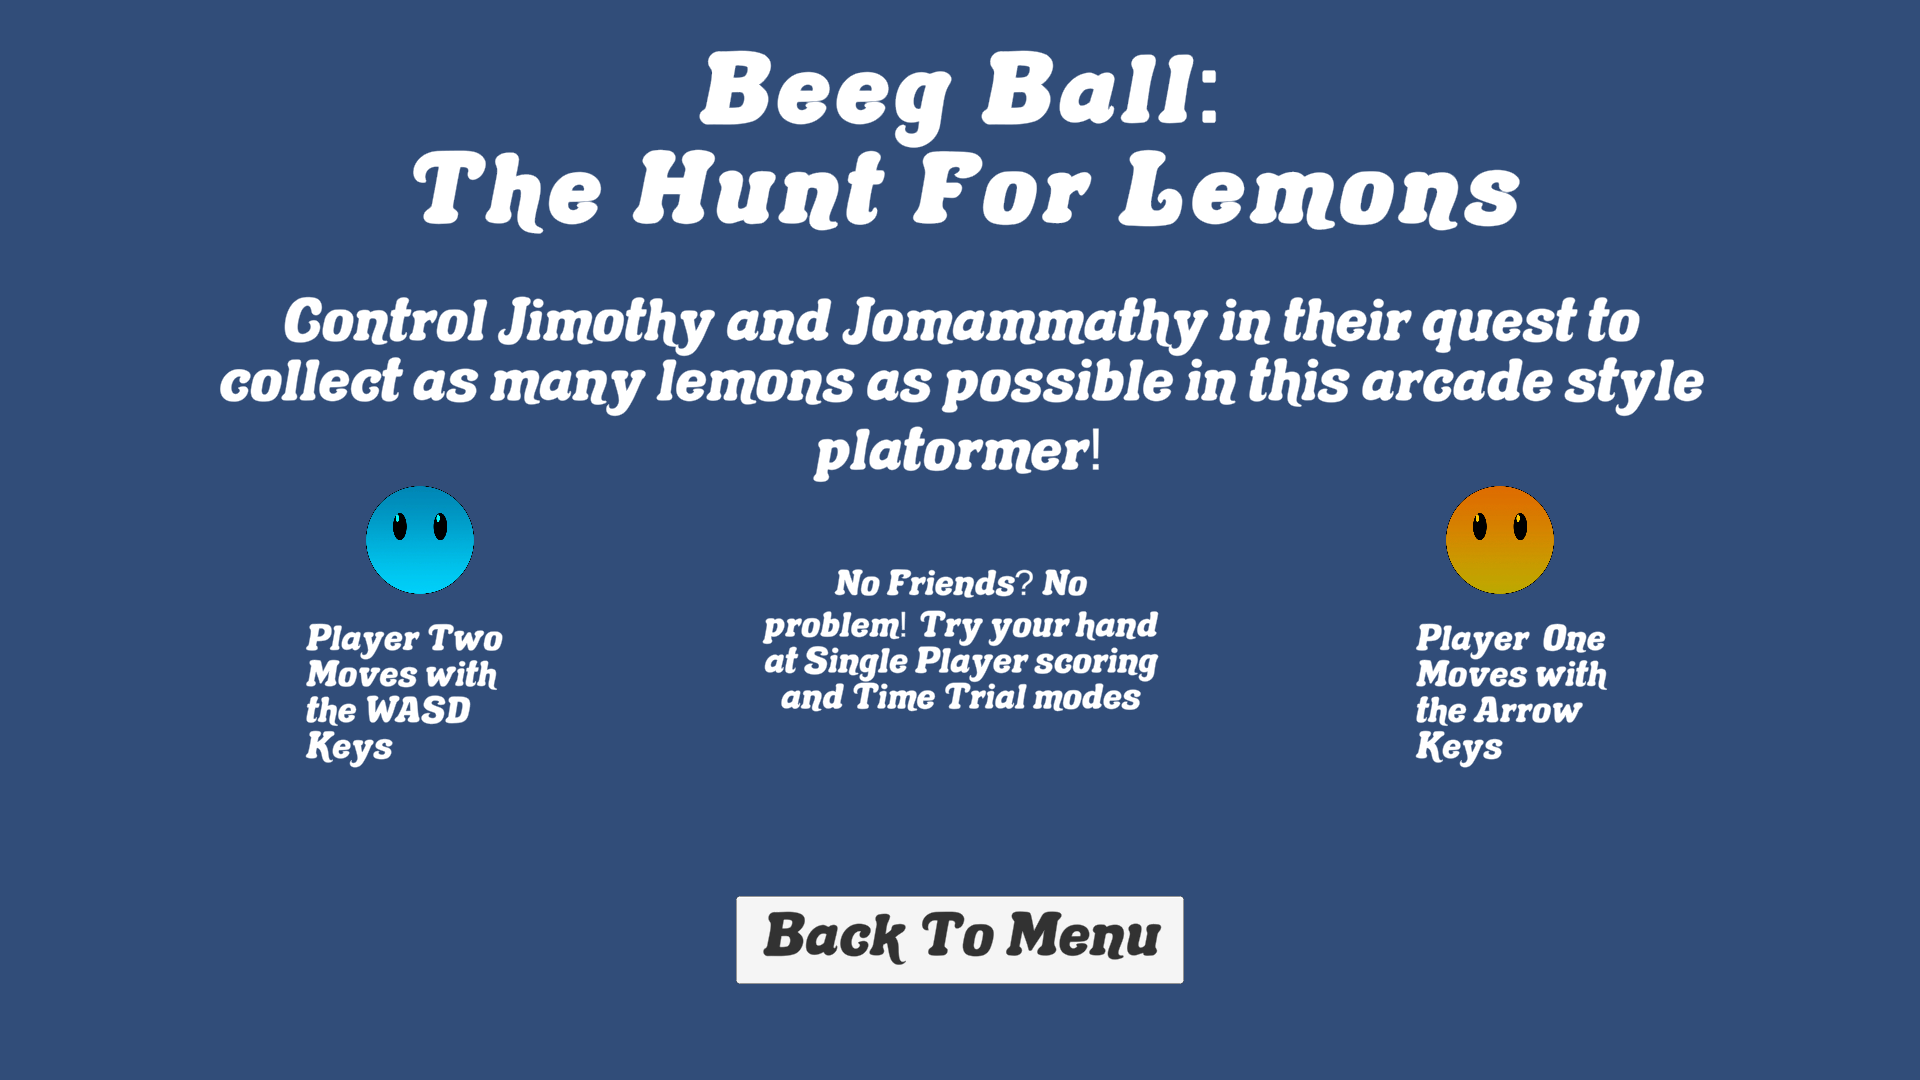 Beeg Ball:
The Hunt For Lemons
Control Jimothy and Jomammathy in their quest to
collect as many lemons as possible in this arcade style
platormer!
No Friends? No
problem! Try your hand
at Single Player scoring
and Time Trial modes
Player Two
Moves with
the WASD
Keys
Player One
Moves with
the Arrow
Keys
Back To Menu